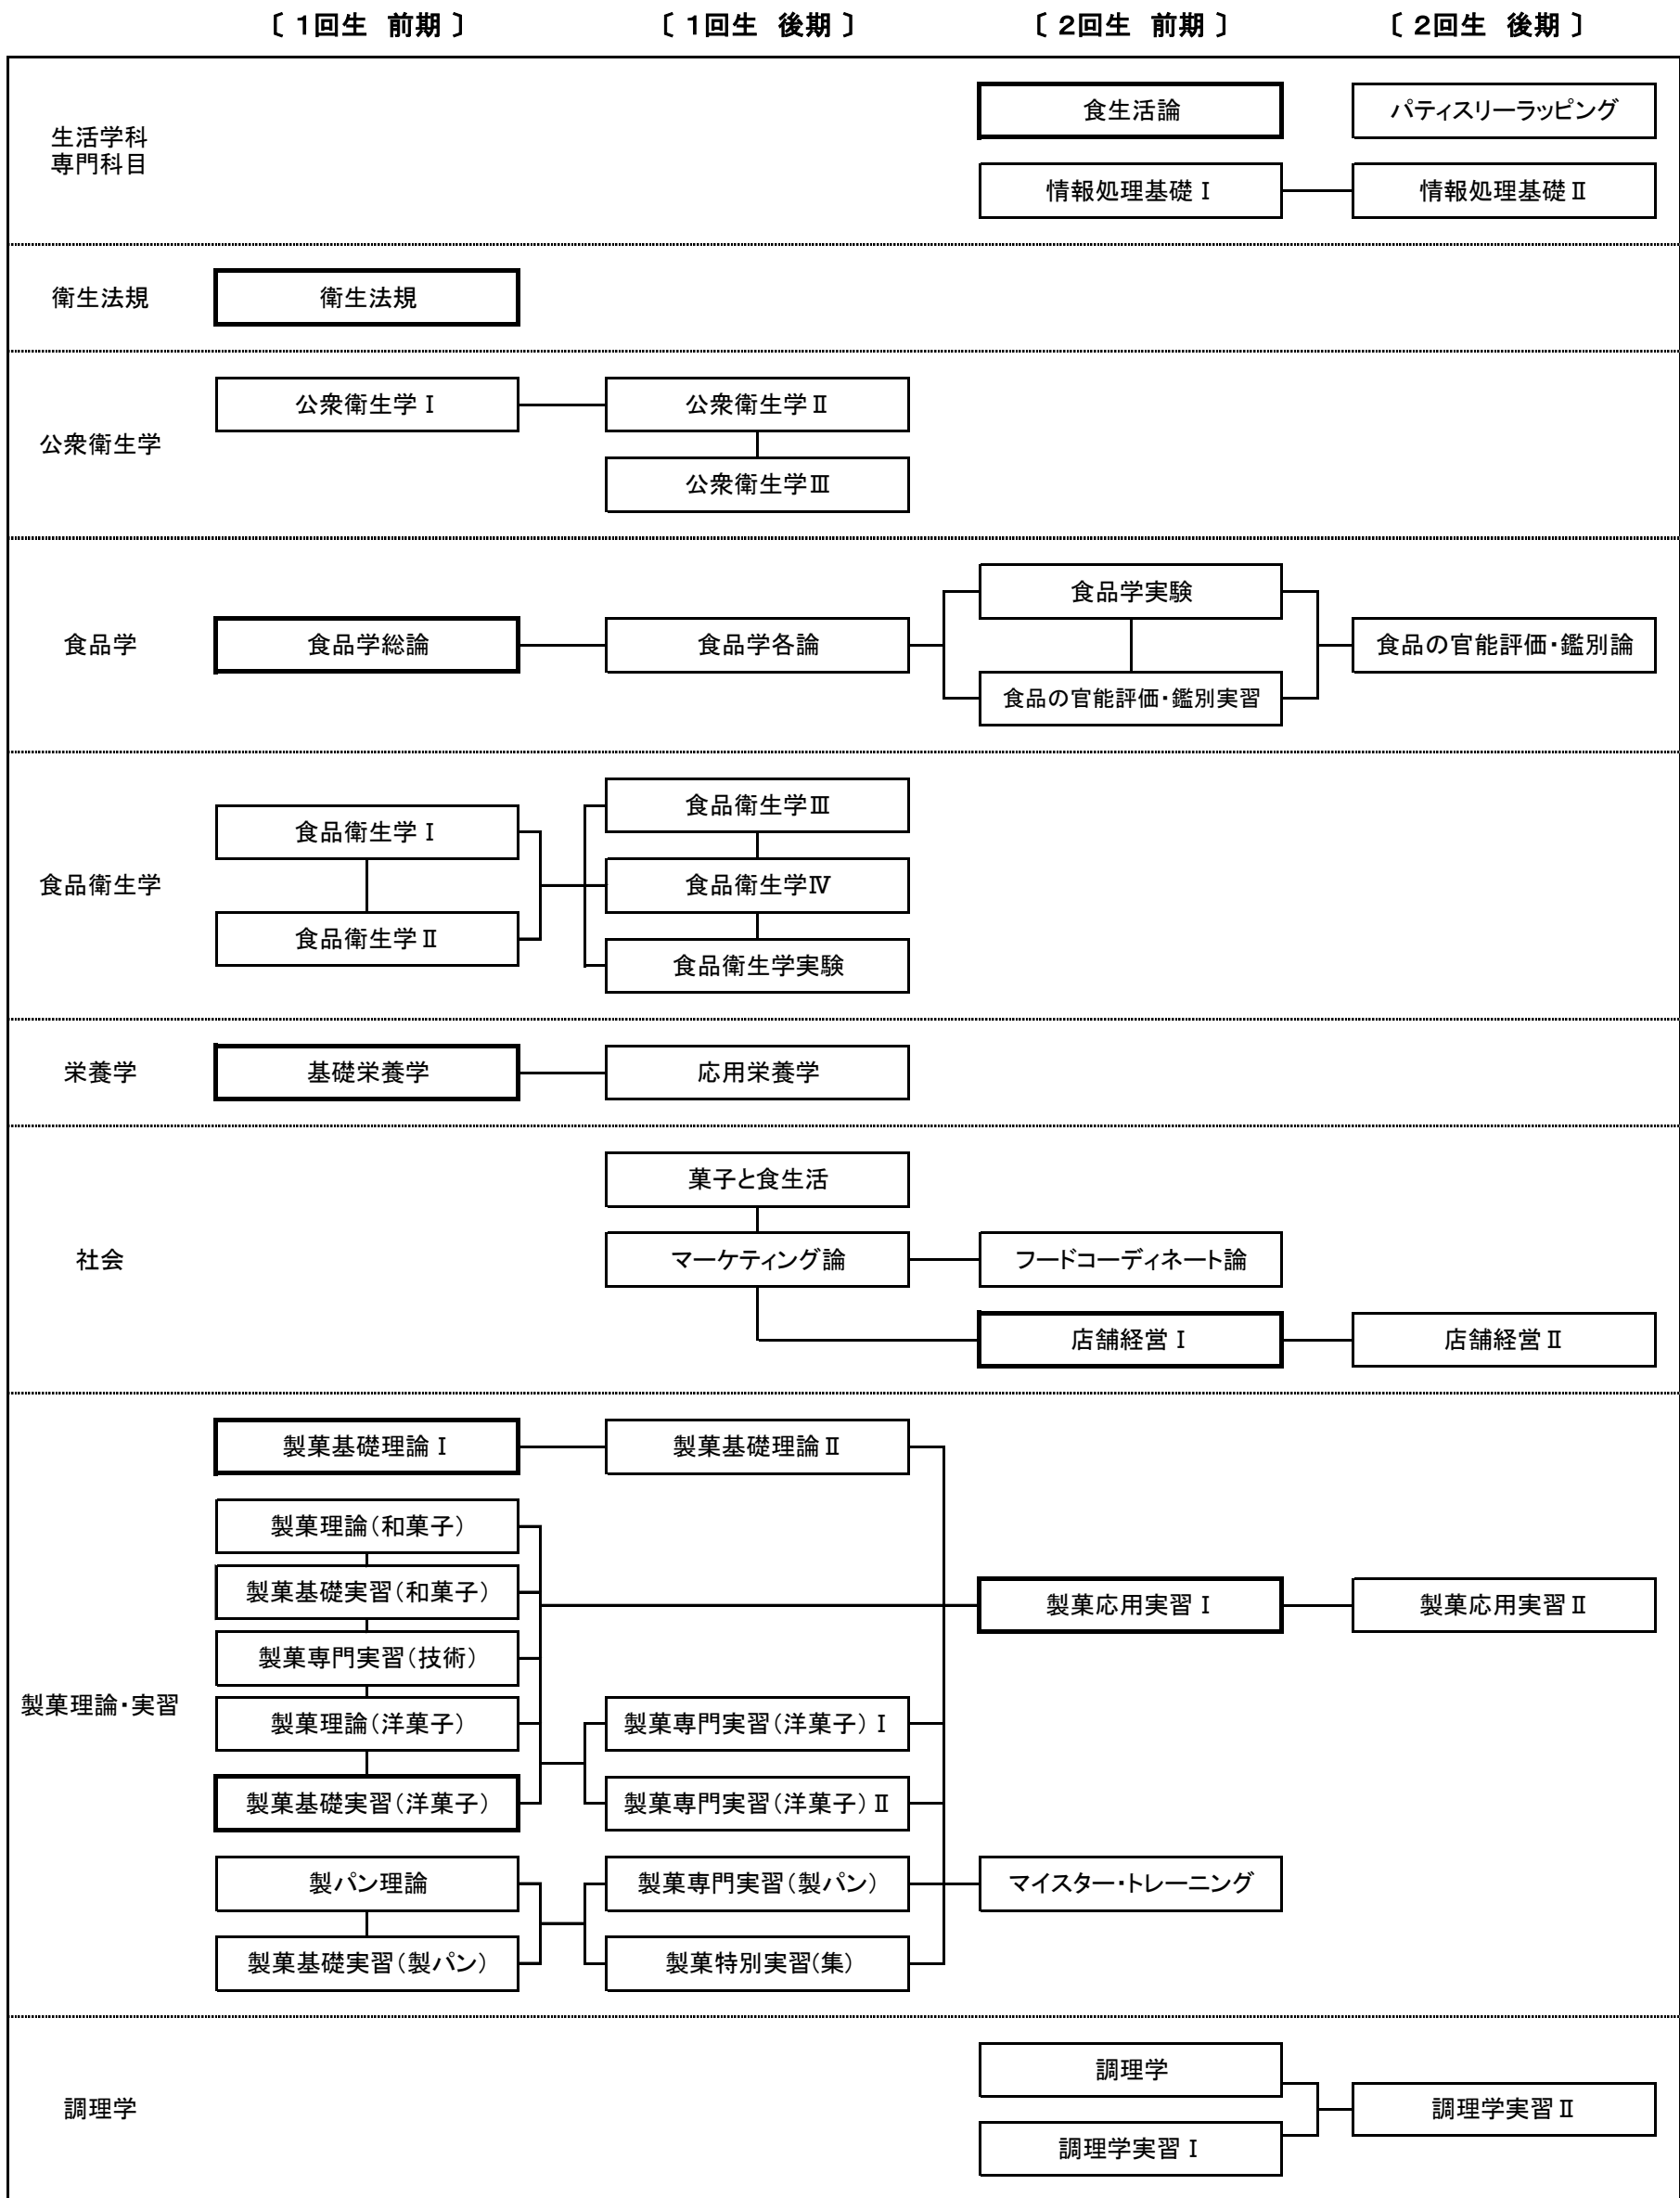 〔 1回生 前期 〕 〔 1回生 後期 〕 〔 2回生 前期 〕 〔 2回生 後期 〕
生活学科
専門科目
食生活論 パティスリーラッピング
情報処理基礎Ⅰ 情報処理基礎Ⅱ
衛生法規 衛生法規
公衆衛生学
公衆衛生学Ⅰ 公衆衛生学Ⅱ
公衆衛生学Ⅲ
食品学
食品学実験
食品学総論 食品学各論 食品の官能評価・鑑別論
食品の官能評価・鑑別実習
食品衛生学
食品衛生学Ⅲ
食品衛生学Ⅰ
食品衛生学Ⅳ
食品衛生学Ⅱ
食品衛生学実験
栄養学 基礎栄養学 応用栄養学
社会
菓子と食生活
マーケティング論 フードコーディネート論
店舗経営Ⅰ 店舗経営Ⅱ
製菓理論・実習
製菓基礎理論Ⅰ 製菓基礎理論Ⅱ
製菓理論(和菓子)
製菓基礎実習(和菓子) 製菓応用実習Ⅰ 製菓応用実習Ⅱ
製菓専門実習(技術)
製菓理論(洋菓子) 製菓専門実習(洋菓子)Ⅰ
製菓基礎実習(洋菓子) 製菓専門実習(洋菓子)Ⅱ
製パン理論 製菓専門実習(製パン) マイスター・トレーニング
製菓基礎実習(製パン) 製菓特別実習(集)
調理学
調理学
調理学実習Ⅱ
調理学実習Ⅰ